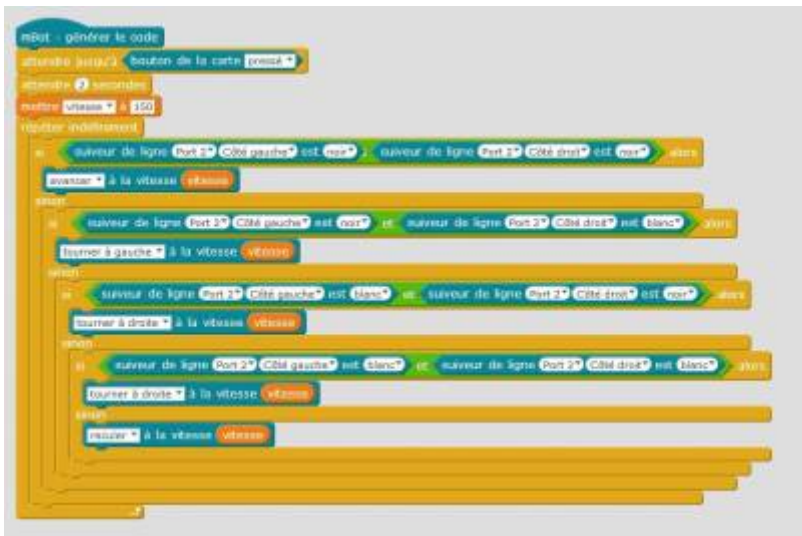 mBot - générer le code
attendre jusqu'à bouton de la carte pressé
attendre 2 secondes
mettre vitesse à 150
répéter indéfiniment
si suiveur de ligne Port 2 Côté gauche est noir suiveur de ligne Port 2 Côté droit est noir alors
avancer à la vitesse vitesse
sinon
si suiveur de ligne Port 2 Côté gauche est noir et suiveur de ligne Port 2 Côté droit est blanc alors
tourner à gauche à la vitesse vitesse
sinon
si suiveur de ligne Port 2 Côté gauche est blanc et suiveur de ligne Port 2 Côté droit est noir alors
tourner à droite à la vitesse vitesse
sinon
si suiveur de ligne Port 2 Côté gauche est blanc et suiveur de ligne Port 2 Côté droit est blanc alors
tourner à droite à la vitesse vitesse
sinon
reculer à la vitesse vitesse